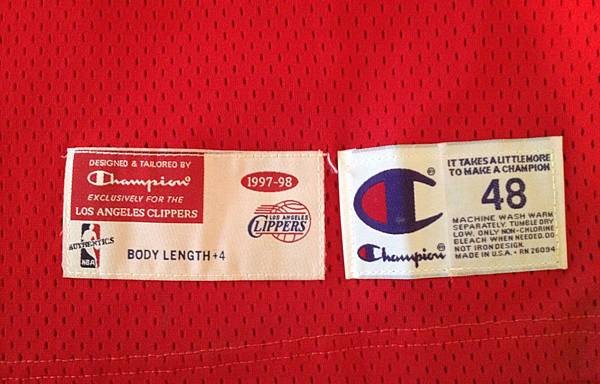 DESIGNED & TAILORED BY
Champion
EXCLUSIVELY FOR THE
LOS ANGELES CLIPPERS
1997-98
LOS ANGELES
CLIPPERS
AUTHENTICS
NBA
BODY LENGTH +4
IT TAKES A LITTLE MORE
TO MAKE A CHAMPION
48
MACHINE WASH WARM
SEPARATELY. TUMBLE DRY
LOW. ONLY NON-CHLORINE
BLEACH WHEN NEEDED. DO
NOT IRON DESIGN.
MADE IN U.S.A. • RN 26094
Champion